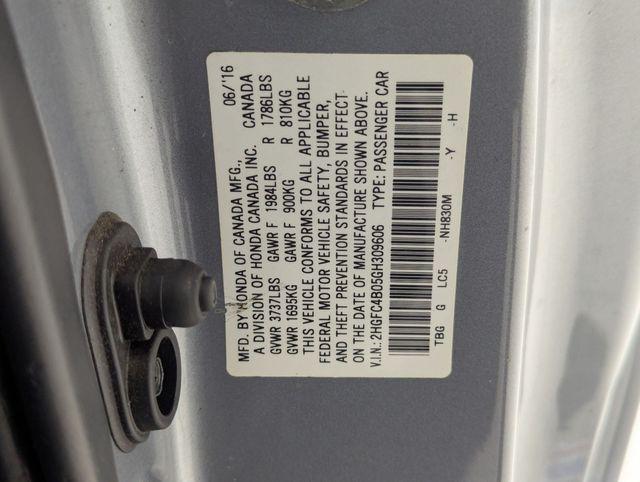 MFD. BY HONDA OF CANADA MFG., 06/'16
A DIVISION OF HONDA CANADA INC. CANADA
GVWR 3737LBS GAWR F 1984LBS R 1786LBS
GVWR 1695KG GAWR F 900KG R 810KG
THIS VEHICLE CONFORMS TO ALL APPLICABLE
FEDERAL MOTOR VEHICLE SAFETY, BUMPER,
AND THEFT PREVENTION STANDARDS IN EFFECT
ON THE DATE OF MANUFACTURE SHOWN ABOVE.
V.I.N.: 2HGFC4B05GH309606 TYPE: PASSENGER CAR
TBG G LC5 -NH830M -Y -H